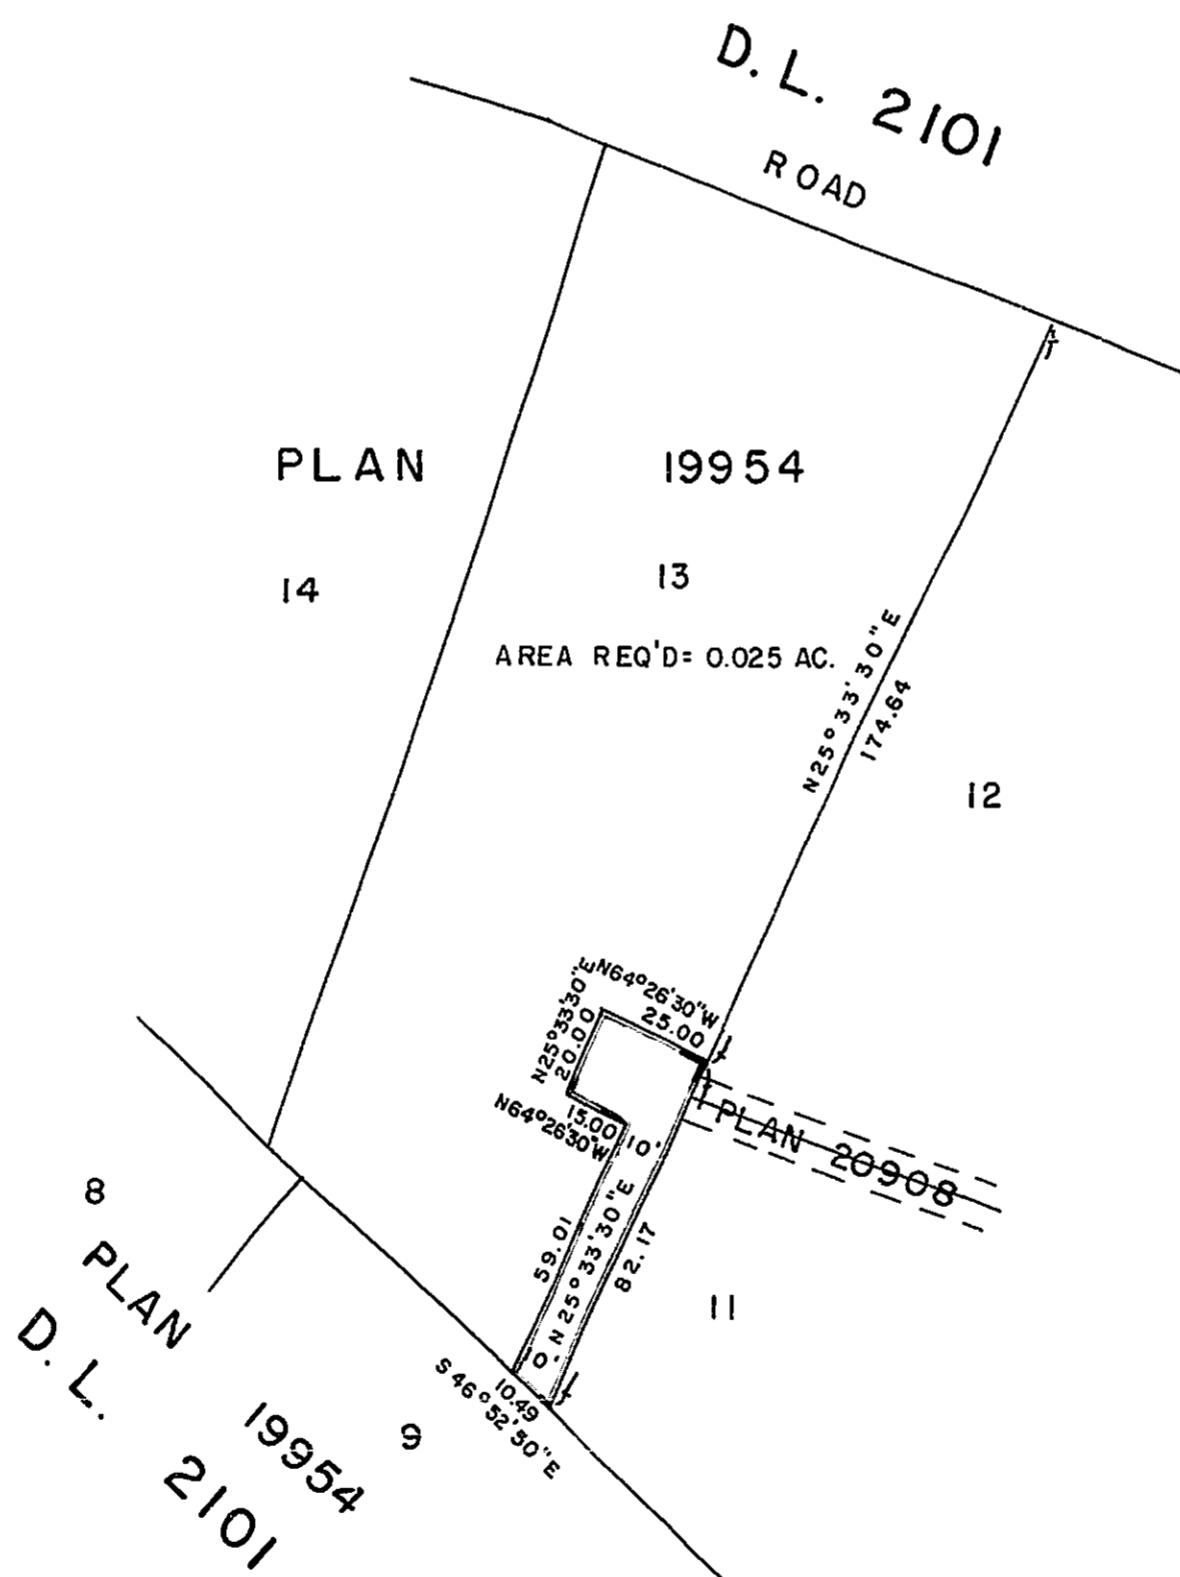 D. L. 2101
ROAD
PLAN 19954
14
13
AREA REQ'D= 0.025 AC.
N25°33'30"E
174.64
12
N64°26'30"W
25.00
N25°33'30"E
20.00
15.00
N64°26'30"W
10'
PLAN 20908
59.01
N 25°33'30"E
82.17
11
10'
10.49
S 46°52'30"E
8
9
PLAN 19954
D. L. 2101